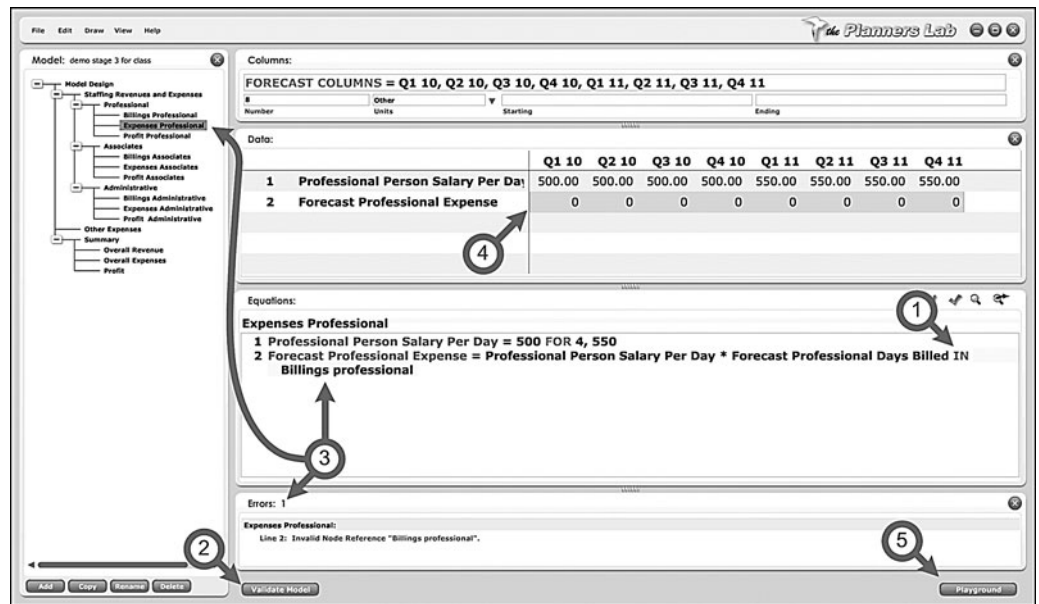 File Edit Draw View Help
the Planners Lab
Model: demo stage 3 for class
Model Design
Staffing Revenues and Expenses
Professional
Billings Professional
Expenses Professional
Profit Professional
Associates
Billings Associates
Expenses Associates
Profit Associates
Administrative
Billings Administrative
Expenses Administrative
Profit Administrative
Other Expenses
Summary
Overall Revenue
Overall Expenses
Profit
Add Copy Rename Delete
Columns:
FORECAST COLUMNS = Q1 10, Q2 10, Q3 10, Q4 10, Q1 11, Q2 11, Q3 11, Q4 11
8 Other
Number Units Starting Ending
Data:
Q1 10 Q2 10 Q3 10 Q4 10 Q1 11 Q2 11 Q3 11 Q4 11
1 Professional Person Salary Per Day 500.00 500.00 500.00 500.00 550.00 550.00 550.00 550.00
2 Forecast Professional Expense 0 0 0 0 0 0 0 0
4
Equations:
1
Expenses Professional
1 Professional Person Salary Per Day = 500 FOR 4, 550
2 Forecast Professional Expense = Professional Person Salary Per Day * Forecast Professional Days Billed IN
Billings professional
3
Errors: 1
Expenses Professional:
Line 2: Invalid Node Reference "Billings professional".
2
5
Validate Model
Playground